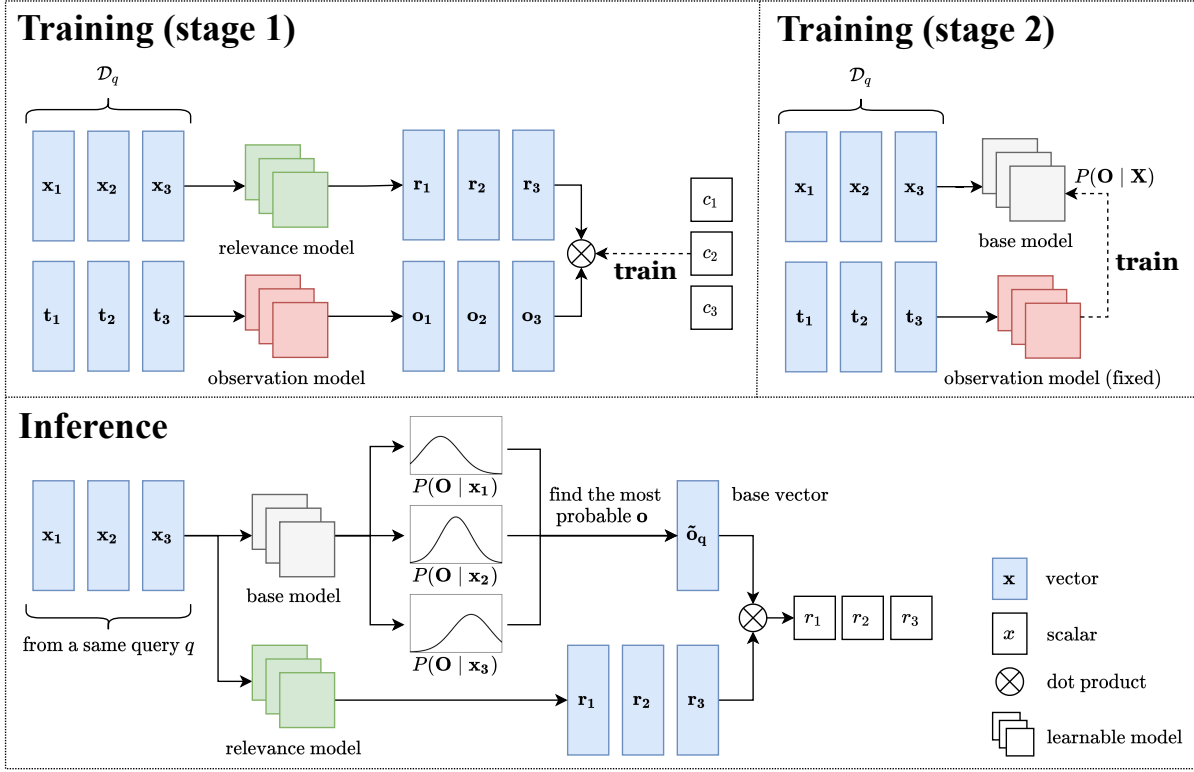 Training (stage 1)
𝒟q
x1 x2 x3
relevance model
r1 r2 r3
t1 t2 t3
observation model
o1 o2 o3
train
c1
c2
c3
Training (stage 2)
𝒟q
x1 x2 x3
base model
P(O | X)
train
t1 t2 t3
observation model (fixed)
Inference
x1 x2 x3
from a same query q
base model
P(O | x1)
P(O | x2)
P(O | x3)
find the most
probable o
õq
base vector
relevance model
r1 r2 r3
r1 r2 r3
x vector
x scalar
dot product
learnable model